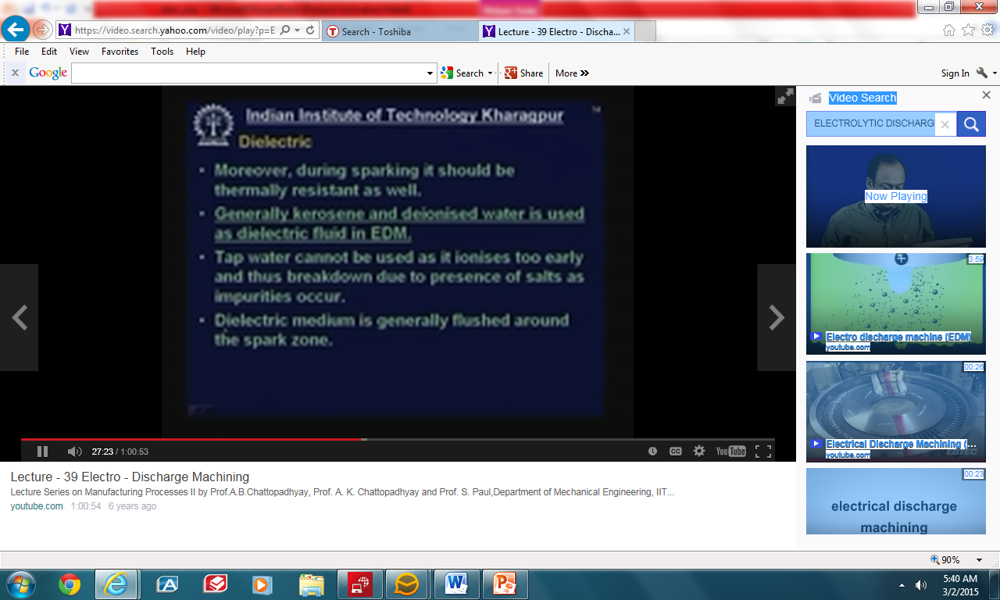 https://video.search.yahoo.com/video/play?p=E
Search - Toshiba
Lecture - 39 Electro - Discha...
File Edit View Favorites Tools Help
Google
Search
Share
More
Sign In
Indian Institute of Technology Kharagpur
14
Dielectric
• Moreover, during sparking it should be
thermally resistant as well.
• Generally kerosene and deionised water is used
as dielectric fluid in EDM.
• Tap water cannot be used as it ionises too early
and thus breakdown due to presence of salts as
impurities occur.
• Dielectric medium is generally flushed around
the spark zone.
27:23 / 1:00:53
CC
YouTube
Lecture - 39 Electro - Discharge Machining
Lecture Series on Manufacturing Processes II by Prof.A.B.Chattopadhyay, Prof. A. K. Chattopadhyay and Prof. S. Paul,Department of Mechanical Engineering, IIT...
youtube.com 1:00:54 6 years ago
Video Search
ELECTROLYTIC DISCHARG
Now Playing
3:59
Electro discharge machine (EDM)
youtube.com
00:26
Electrical Discharge Machining (...
youtube.com
00:23
electrical discharge
machining
90%
5:40 AM
3/2/2015